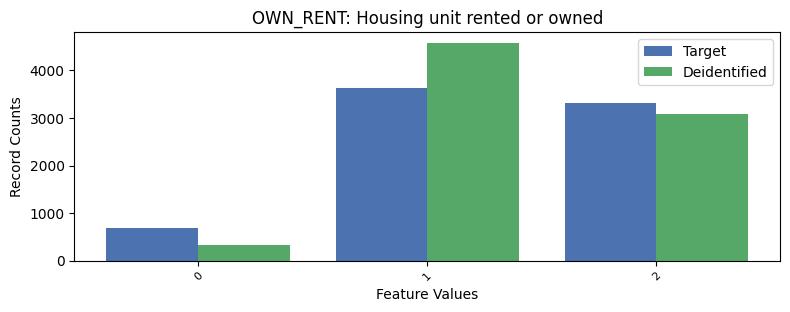 OWN_RENT: Housing unit rented or owned
Target
Deidentified
Record Counts
4000
3000
2000
1000
0
0 1 2
Feature Values